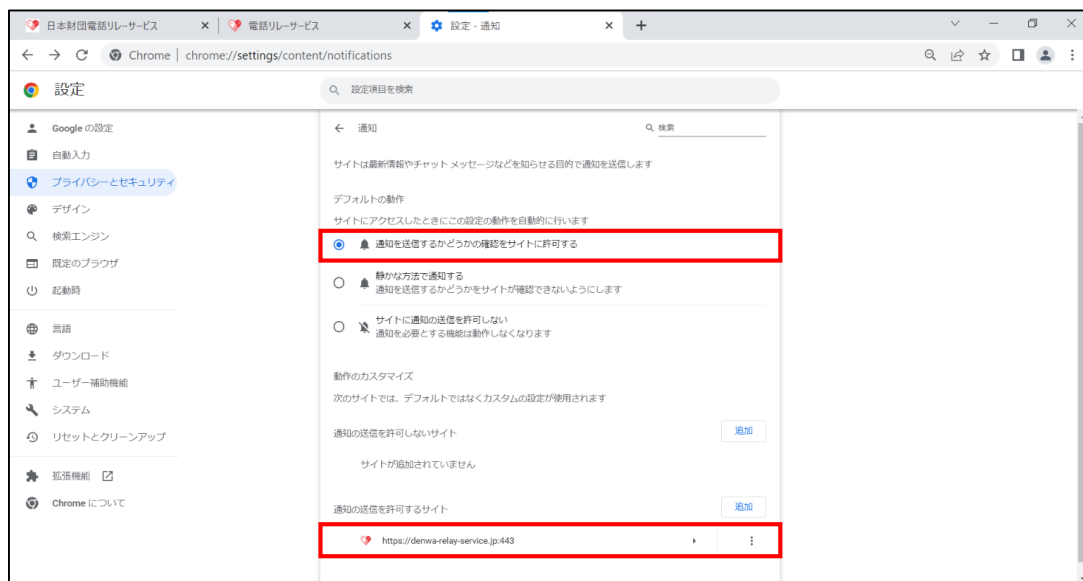 日本財団電話リレーサービス
電話リレーサービス
設定 - 通知
Chrome | chrome://settings/content/notifications
設定
設定項目を検索
Google の設定
自動入力
プライバシーとセキュリティ
デザイン
検索エンジン
既定のブラウザ
起動時
言語
ダウンロード
ユーザー補助機能
システム
リセットとクリーンアップ
拡張機能
Chrome について
通知
検索
サイトは最新情報やチャット メッセージなどを知らせる目的で通知を送信します
デフォルトの動作
サイトにアクセスしたときにこの設定の動作を自動的に行います
通知を送信するかどうかの確認をサイトに許可する
静かな方法で通知する
通知を送信するかどうかをサイトが確認できないようにします
サイトに通知の送信を許可しない
通知を必要とする機能は動作しなくなります
動作のカスタマイズ
次のサイトでは、デフォルトではなくカスタムの設定が使用されます
通知の送信を許可しないサイト
追加
サイトが追加されていません
通知の送信を許可するサイト
追加
https://denwa-relay-service.jp:443